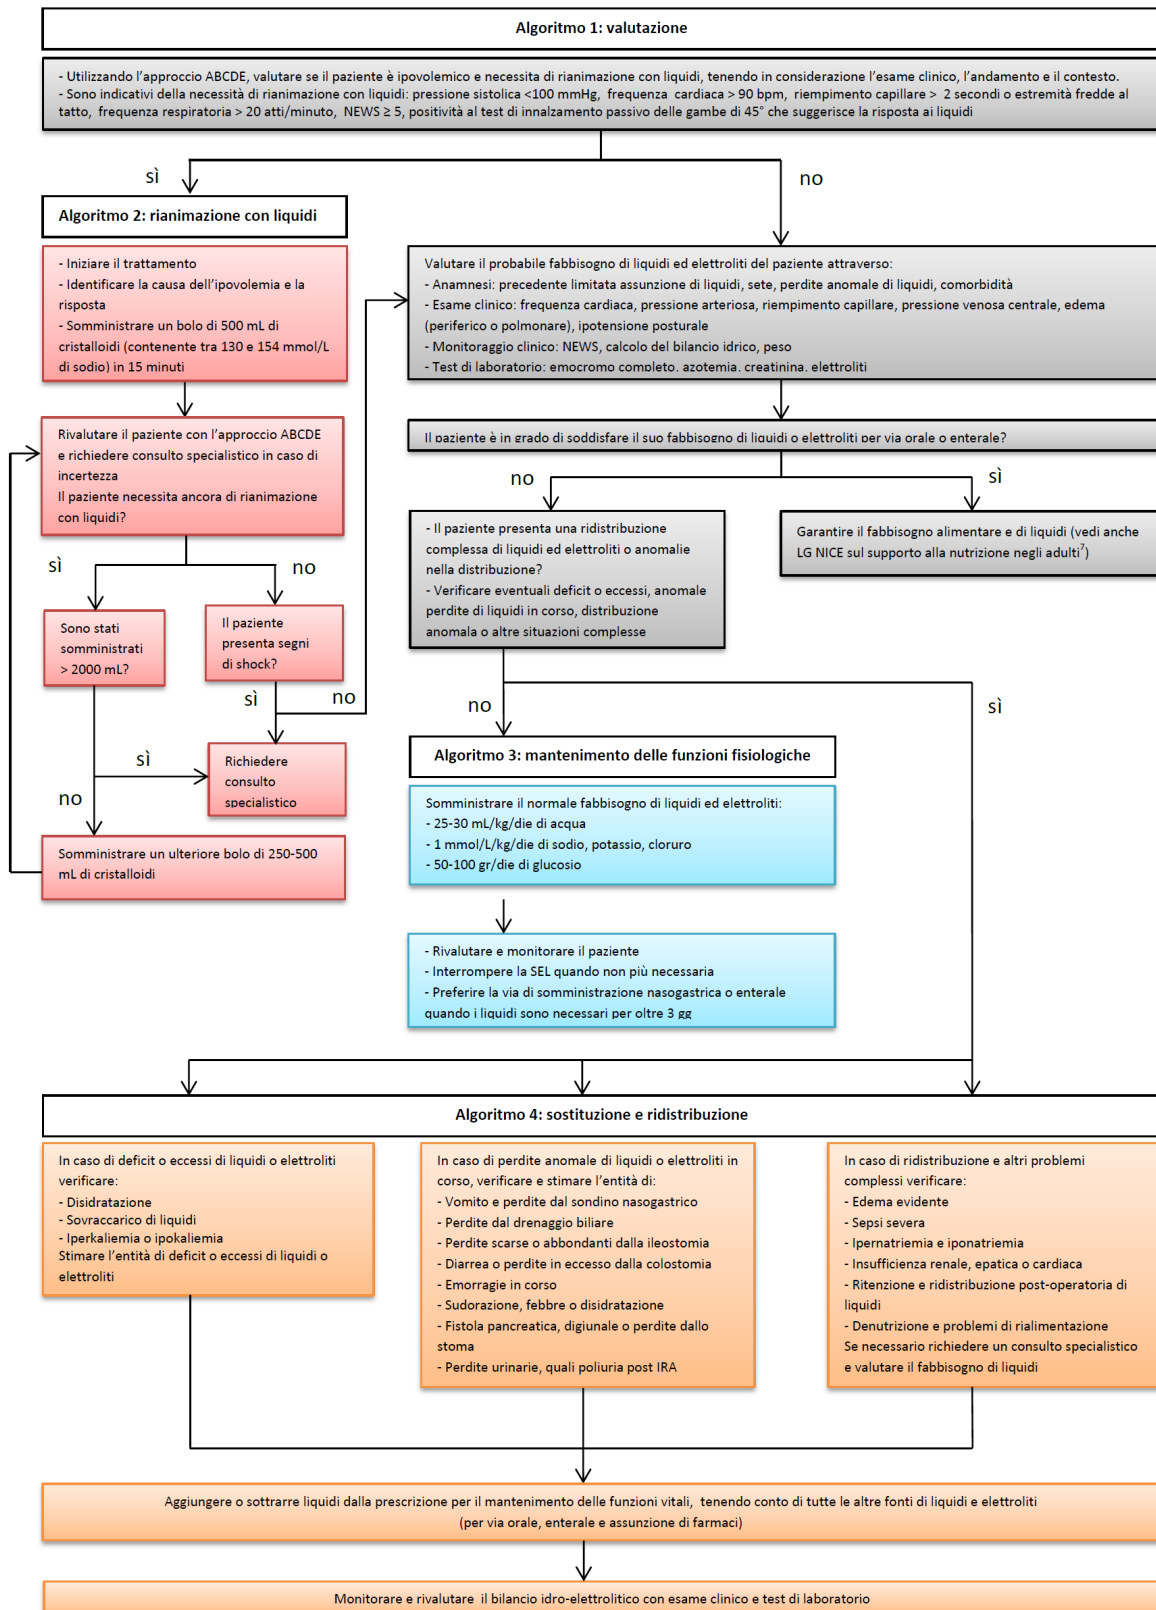 Algoritmo 1: valutazione
- Utilizzando l'approccio ABCDE, valutare se il paziente è ipovolemico e necessita di rianimazione con liquidi, tenendo in considerazione l'esame clinico, l'andamento e il contesto.
- Sono indicativi della necessità di rianimazione con liquidi: pressione sistolica <100 mmHg, frequenza cardiaca > 90 bpm, riempimento capillare > 2 secondi o estremità fredde al
tatto, frequenza respiratoria > 20 atti/minuto, NEWS ≥ 5, positività al test di innalzamento passivo delle gambe di 45° che suggerisce la risposta ai liquidi
sì
no
Algoritmo 2: rianimazione con liquidi
- Iniziare il trattamento
- Identificare la causa dell'ipovolemia e la
risposta
- Somministrare un bolo di 500 mL di
cristalloidi (contenente tra 130 e 154 mmol/L
di sodio) in 15 minuti
Rivalutare il paziente con l'approccio ABCDE
e richiedere consulto specialistico in caso di
incertezza
Il paziente necessita ancora di rianimazione
con liquidi?
sì
no
Sono stati
somministrati
> 2000 mL?
Il paziente
presenta segni
di shock?
sì
no
sì
no
Richiedere
consulto
specialistico
Somministrare un ulteriore bolo di 250-500
mL di cristalloidi
Valutare il probabile fabbisogno di liquidi ed elettroliti del paziente attraverso:
- Anamnesi: precedente limitata assunzione di liquidi, sete, perdite anomale di liquidi, comorbidità
- Esame clinico: frequenza cardiaca, pressione arteriosa, riempimento capillare, pressione venosa centrale, edema
(periferico o polmonare), ipotensione posturale
- Monitoraggio clinico: NEWS, calcolo del bilancio idrico, peso
- Test di laboratorio: emocromo completo, azotemia, creatinina, elettroliti
Il paziente è in grado di soddisfare il suo fabbisogno di liquidi o elettroliti per via orale o enterale?
no
sì
- Il paziente presenta una ridistribuzione
complessa di liquidi ed elettroliti o anomalie
nella distribuzione?
- Verificare eventuali deficit o eccessi, anomale
perdite di liquidi in corso, distribuzione
anomala o altre situazioni complesse
Garantire il fabbisogno alimentare e di liquidi (vedi anche
LG NICE sul supporto alla nutrizione negli adulti⁷)
no
sì
Algoritmo 3: mantenimento delle funzioni fisiologiche
Somministrare il normale fabbisogno di liquidi ed elettroliti:
- 25-30 mL/kg/die di acqua
- 1 mmol/L/kg/die di sodio, potassio, cloruro
- 50-100 gr/die di glucosio
- Rivalutare e monitorare il paziente
- Interrompere la SEL quando non più necessaria
- Preferire la via di somministrazione nasogastrica o enterale
quando i liquidi sono necessari per oltre 3 gg
Algoritmo 4: sostituzione e ridistribuzione
In caso di deficit o eccessi di liquidi o elettroliti
verificare:
- Disidratazione
- Sovraccarico di liquidi
- Iperkaliemia o ipokaliemia
Stimare l'entità di deficit o eccessi di liquidi o
elettroliti
In caso di perdite anomale di liquidi o elettroliti in
corso, verificare e stimare l'entità di:
- Vomito e perdite dal sondino nasogastrico
- Perdite dal drenaggio biliare
- Perdite scarse o abbondanti dalla ileostomia
- Diarrea o perdite in eccesso dalla colostomia
- Emorragie in corso
- Sudorazione, febbre o disidratazione
- Fistola pancreatica, digiunale o perdite dallo
stoma
- Perdite urinarie, quali poliuria post IRA
In caso di ridistribuzione e altri problemi
complessi verificare:
- Edema evidente
- Sepsi severa
- Ipernatriemia e iponatriemia
- Insufficienza renale, epatica o cardiaca
- Ritenzione e ridistribuzione post-operatoria di
liquidi
- Denutrizione e problemi di rialimentazione
Se necessario richiedere un consulto specialistico
e valutare il fabbisogno di liquidi
Aggiungere o sottrarre liquidi dalla prescrizione per il mantenimento delle funzioni vitali, tenendo conto di tutte le altre fonti di liquidi e elettroliti
(per via orale, enterale e assunzione di farmaci)
Monitorare e rivalutare il bilancio idro-elettrolitico con esame clinico e test di laboratorio